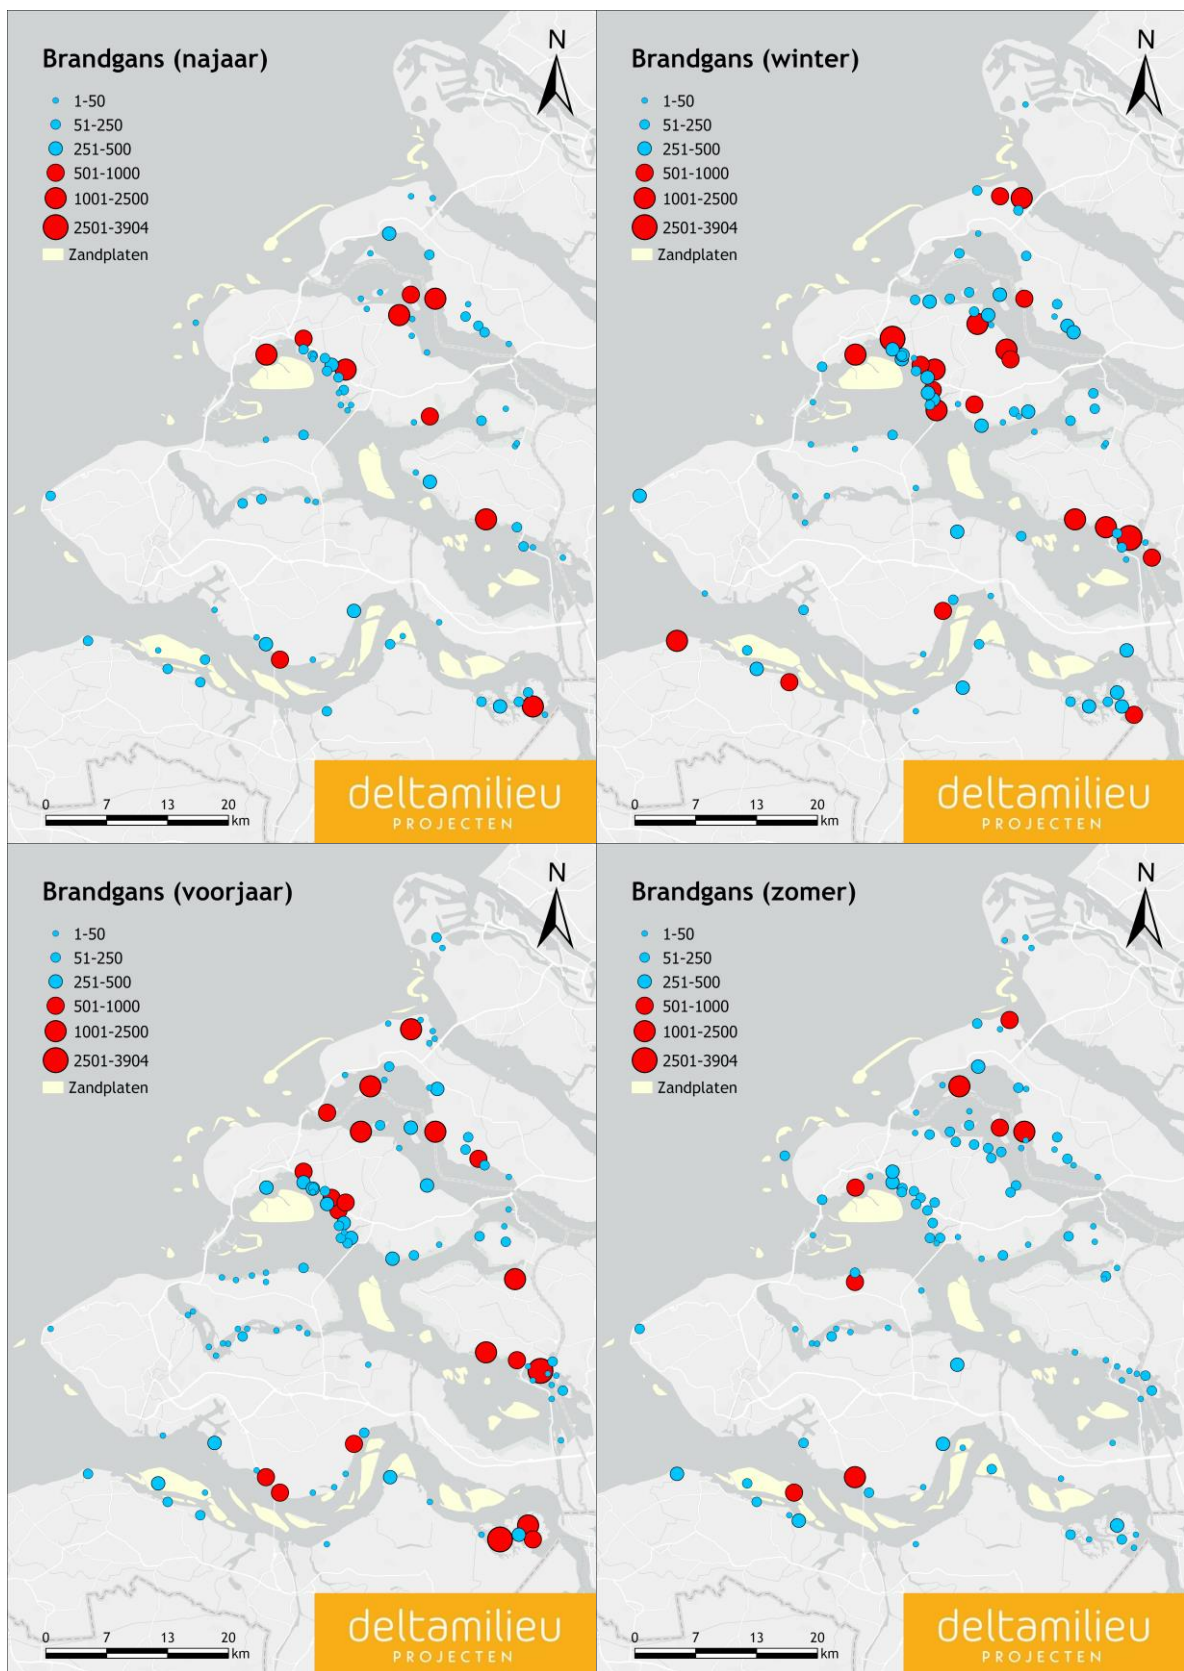 Brandgans (najaar)
N
1-50
51-250
251-500
501-1000
1001-2500
2501-3904
Zandplaten
0 7 13 20
km
deltamilieu
PROJECTEN
Brandgans (winter)
N
1-50
51-250
251-500
501-1000
1001-2500
2501-3904
Zandplaten
0 7 13 20
km
deltamilieu
PROJECTEN
Brandgans (voorjaar)
N
1-50
51-250
251-500
501-1000
1001-2500
2501-3904
Zandplaten
0 7 13 20
km
deltamilieu
PROJECTEN
Brandgans (zomer)
N
1-50
51-250
251-500
501-1000
1001-2500
2501-3904
Zandplaten
0 7 13 20
km
deltamilieu
PROJECTEN